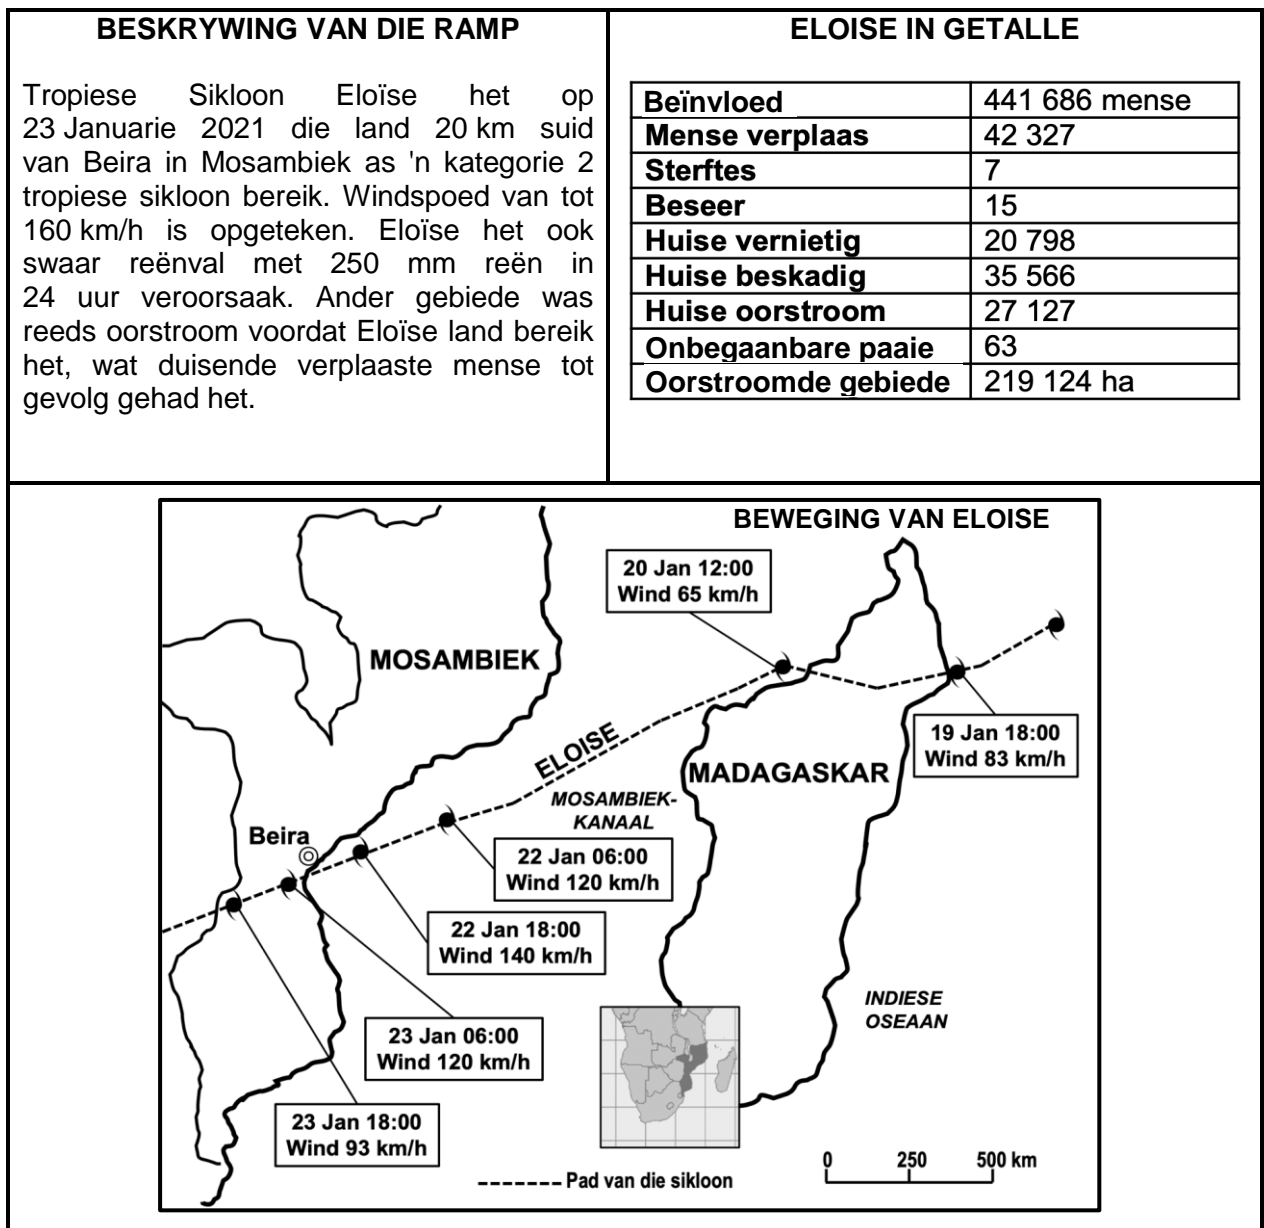 BESKRYWING VAN DIE RAMP
Tropiese Sikloon Eloïse het op
23 Januarie 2021 die land 20 km suid
van Beira in Mosambiek as 'n kategorie 2
tropiese sikloon bereik. Windspoed van tot
160 km/h is opgeteken. Eloïse het ook
swaar reënval met 250 mm reën in
24 uur veroorsaak. Ander gebiede was
reeds oorstroom voordat Eloïse land bereik
het, wat duisende verplaaste mense tot
gevolg gehad het.
ELOISE IN GETALLE
Beïnvloed 441 686 mense
Mense verplaas 42 327
Sterftes 7
Beseer 15
Huise vernietig 20 798
Huise beskadig 35 566
Huise oorstroom 27 127
Onbegaanbare paaie 63
Oorstroomde gebiede 219 124 ha
BEWEGING VAN ELOISE
20 Jan 12:00
Wind 65 km/h
MOSAMBIEK
19 Jan 18:00
Wind 83 km/h
ELOISE
MADAGASKAR
MOSAMBIEK-
KANAAL
Beira
22 Jan 06:00
Wind 120 km/h
22 Jan 18:00
Wind 140 km/h
INDIESE
OSEAAN
23 Jan 06:00
Wind 120 km/h
23 Jan 18:00
Wind 93 km/h
0 250 500 km
Pad van die sikloon